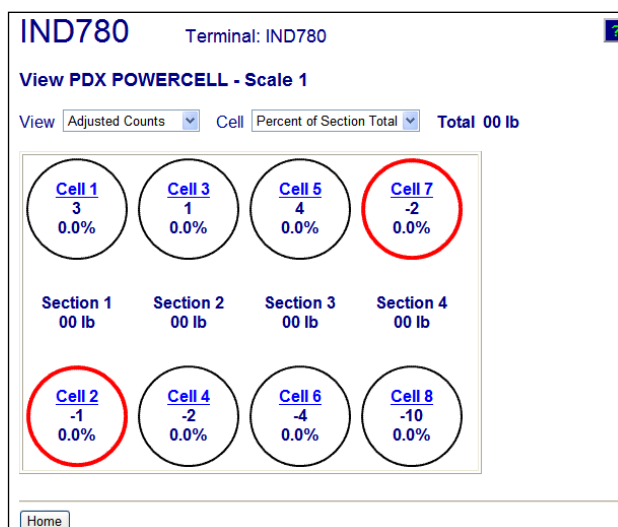 IND780 Terminal: IND780 ?
View PDX POWERCELL - Scale 1
View Adjusted Counts Cell Percent of Section Total Total 00 lb
Cell 1 Cell 3 Cell 5 Cell 7
3 1 4 -2
0.0% 0.0% 0.0% 0.0%
Section 1 Section 2 Section 3 Section 4
00 lb 00 lb 00 lb 00 lb
Cell 2 Cell 4 Cell 6 Cell 8
-1 -2 -4 -10
0.0% 0.0% 0.0% 0.0%
Home